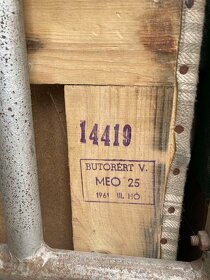 14419
BUTORÉRT V.
MEO 25
1961 III. HÓ